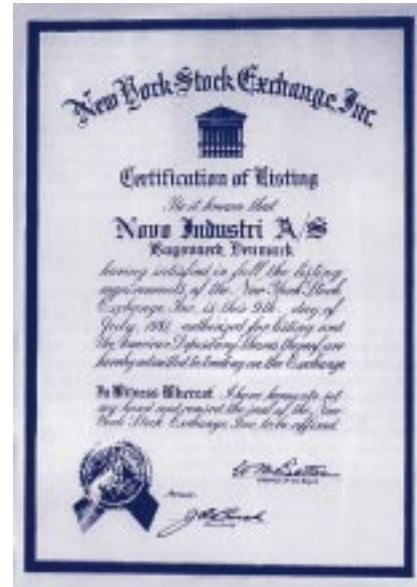 New York Stock Exchange, Inc.
Certification of Listing
Be it known that
Novo Industri A/S
Bagsvaerd, Denmark
having satisfied in full the listing
requirements of the New York Stock
Exchange, Inc. is this 9th day of
July, authorized for listing and
the American Depositary Shares thereof are
hereby admitted to trading on the Exchange
In Witness Whereof, I have hereunto set
my hand and caused the seal of the New
York Stock Exchange, Inc. to be affixed.